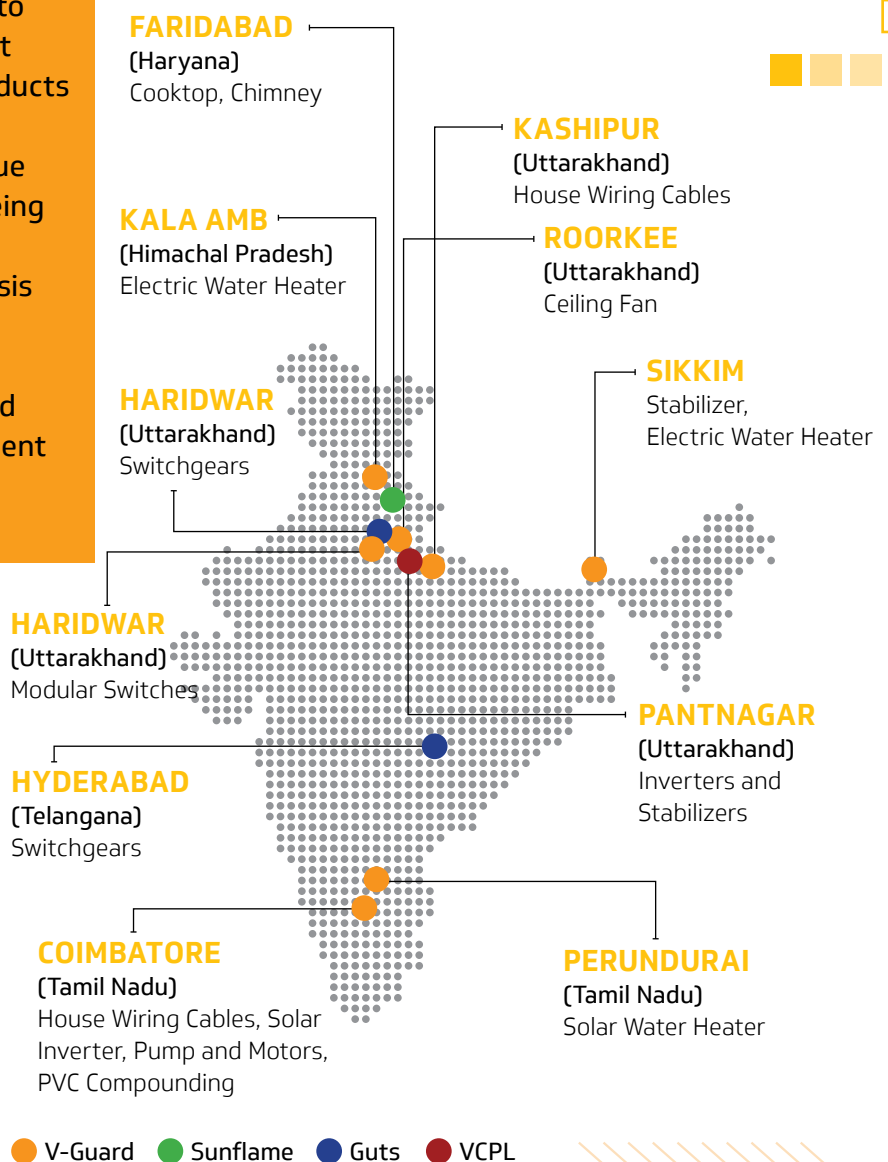 to
t
ducts
ue
eing
sis
d
ent
FARIDABAD
(Haryana)
Cooktop, Chimney
KASHIPUR
(Uttarakhand)
House Wiring Cables
KALA AMB
(Himachal Pradesh)
Electric Water Heater
ROORKEE
(Uttarakhand)
Ceiling Fan
SIKKIM
Stabilizer,
Electric Water Heater
HARIDWAR
(Uttarakhand)
Switchgears
HARIDWAR
(Uttarakhand)
Modular Switches
PANTNAGAR
(Uttarakhand)
Inverters and
Stabilizers
HYDERABAD
(Telangana)
Switchgears
COIMBATORE
(Tamil Nadu)
House Wiring Cables, Solar
Inverter, Pump and Motors,
PVC Compounding
PERUNDURAI
(Tamil Nadu)
Solar Water Heater
V-Guard Sunflame Guts VCPL